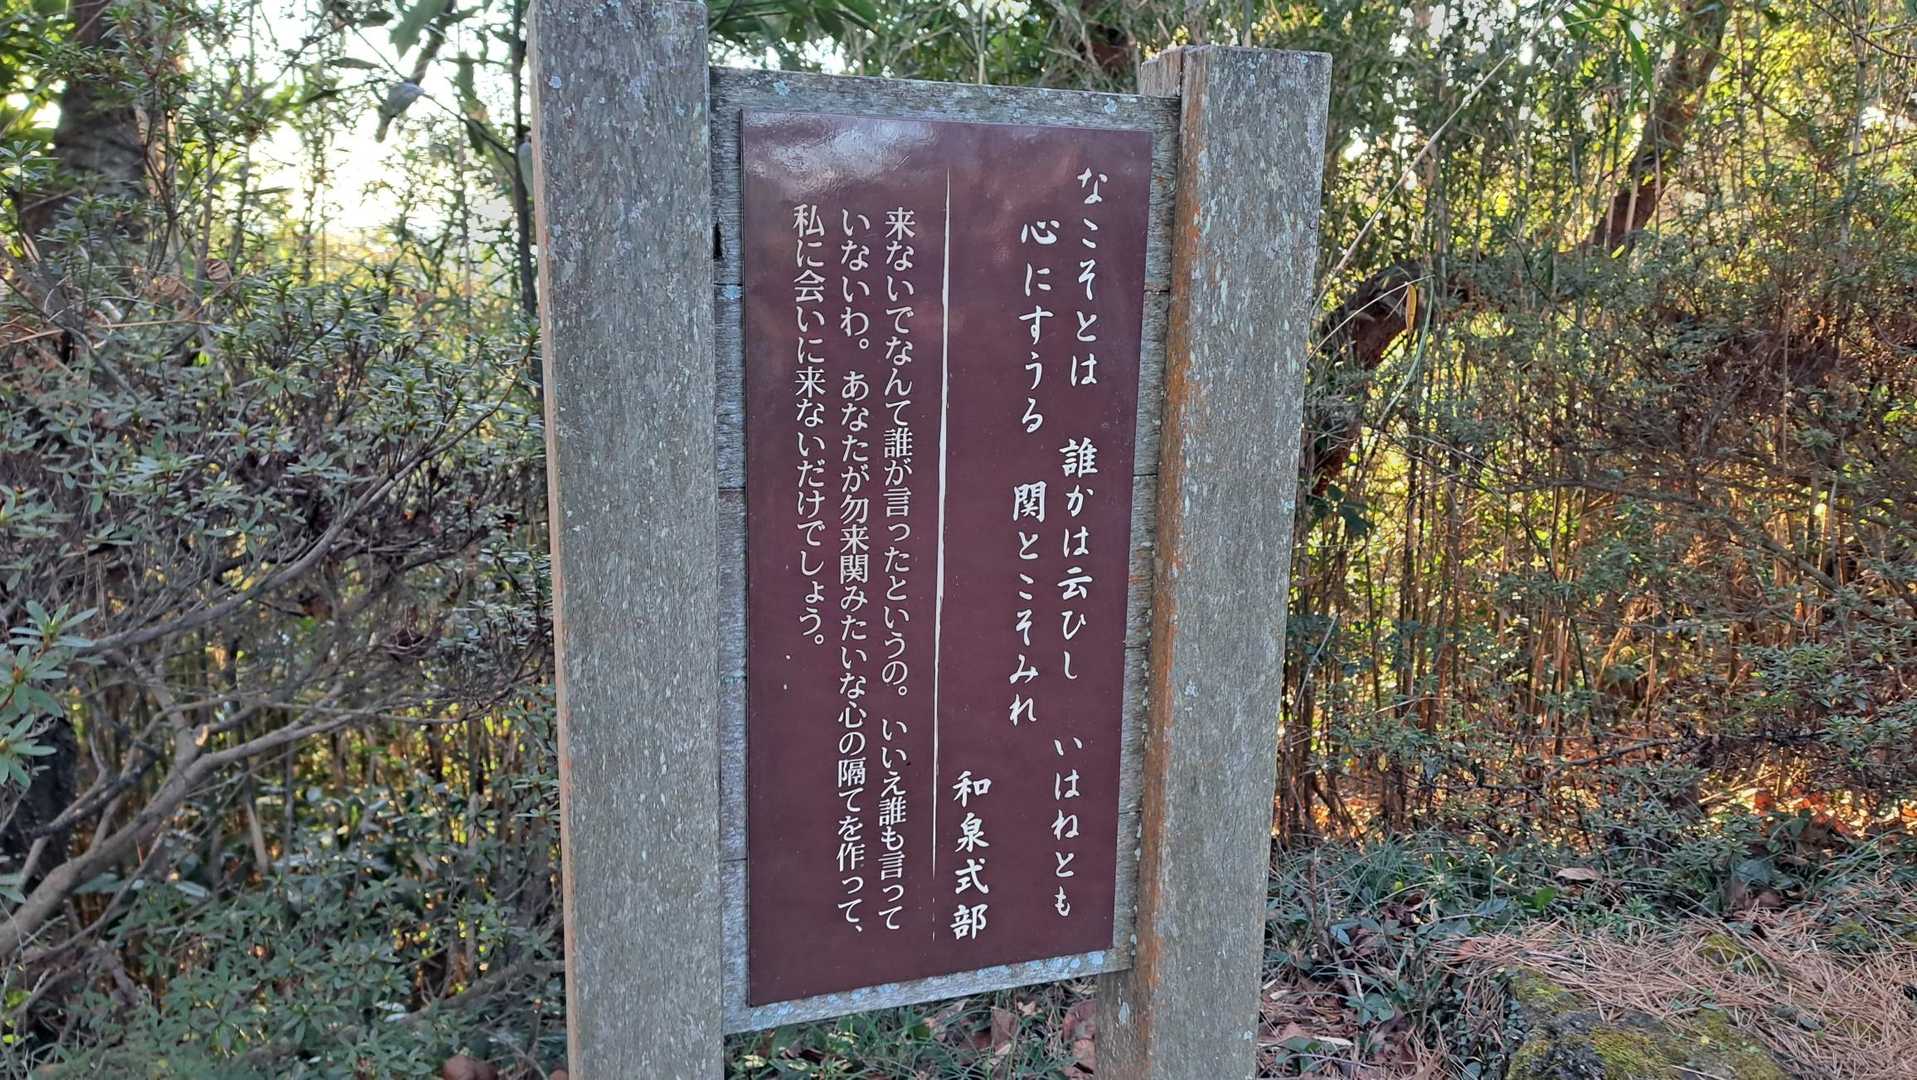 なこそとは　誰かは云ひし　いはねとも
心にすうる　関とこそみれ
和泉式部
来ないでなんて誰が言ったというの。いいえ誰も言って
いないわ。あなたが勿来関みたいな心の隔てを作って、
私に会いに来ないだけでしょう。